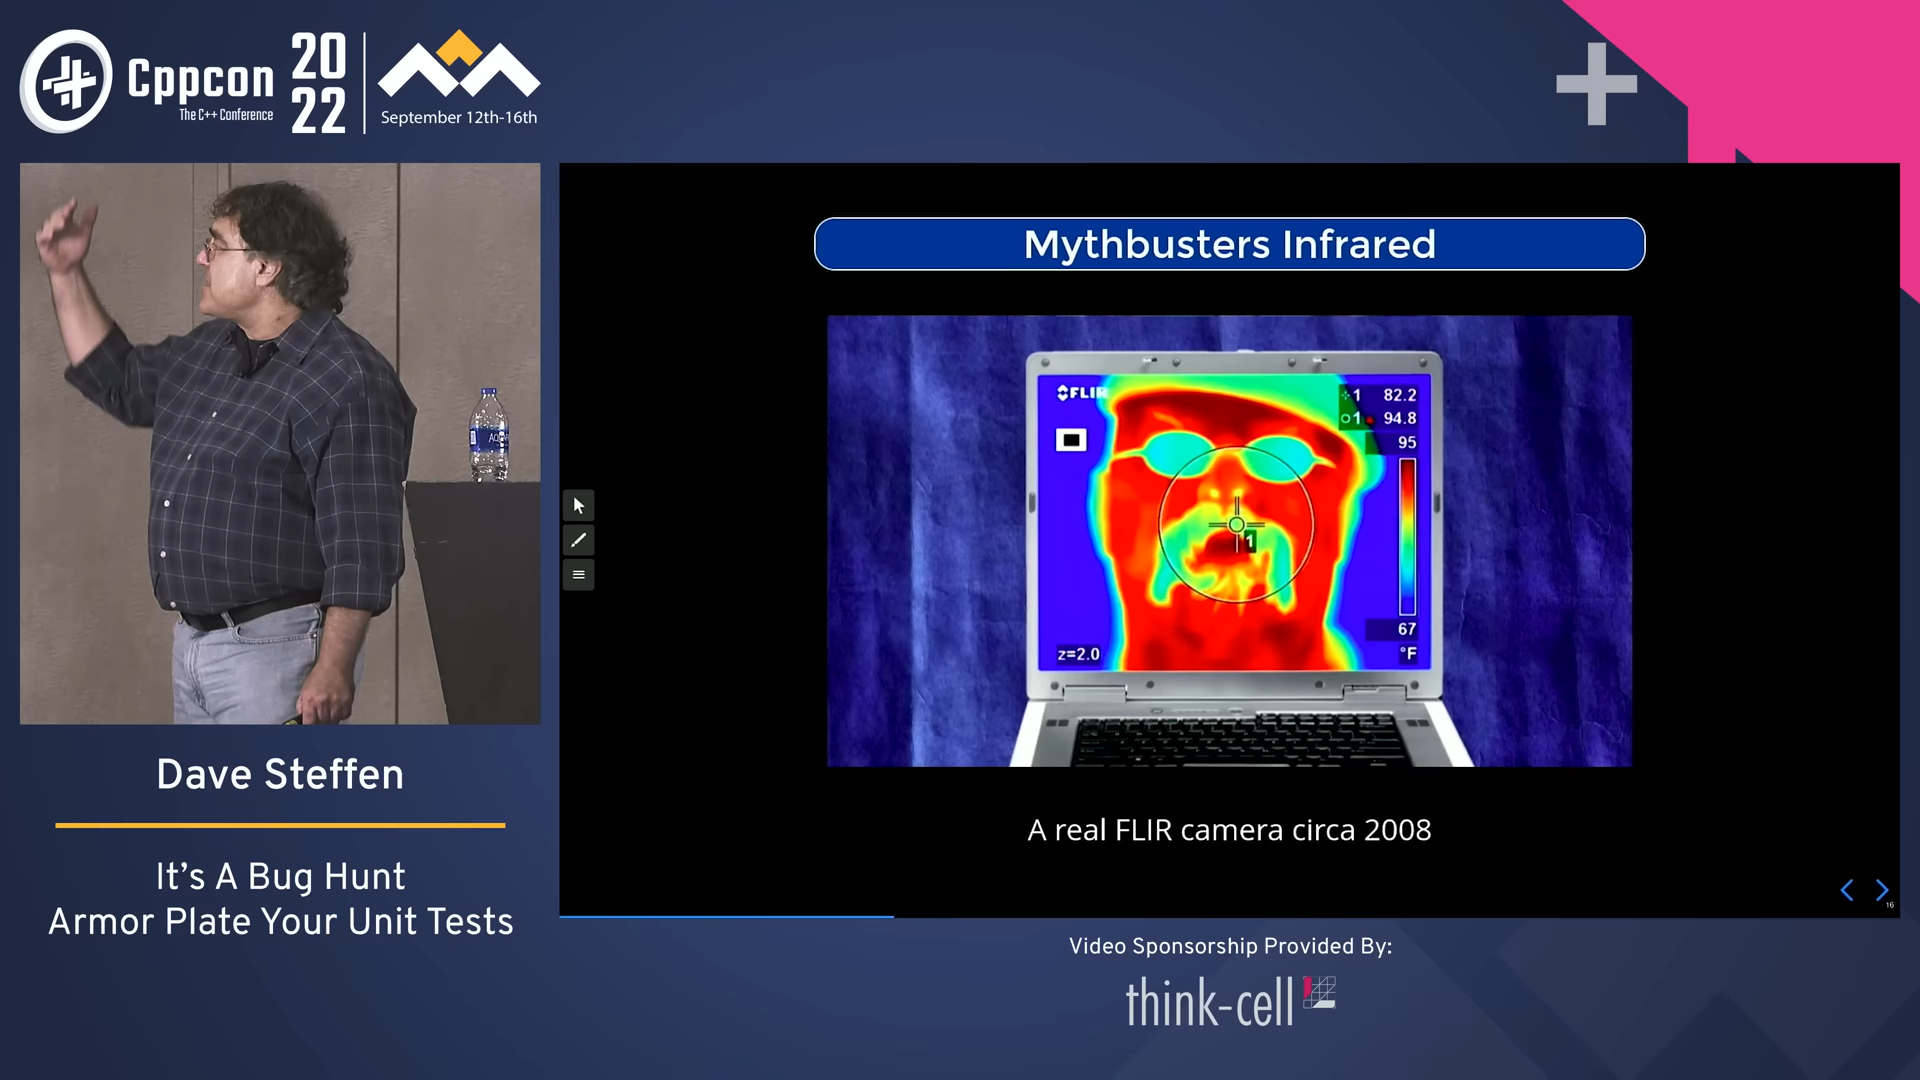 Cppcon
The C++ Conference
20
22
September 12th-16th
Mythbusters Infrared
FLIR
1 82.2
1 94.8
95
1
67
°F
z=2.0
A real FLIR camera circa 2008
16
Dave Steffen
It’s A Bug Hunt
Armor Plate Your Unit Tests
Video Sponsorship Provided By:
think-cell